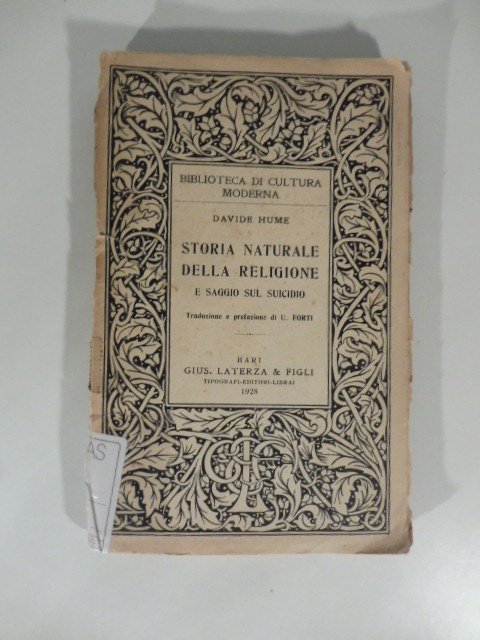 BIBLIOTECA DI CULTURA
MODERNA
DAVIDE HUME
STORIA NATURALE
DELLA RELIGIONE
E SAGGIO SUL SUICIDIO
Traduzione e prefazione di U. FORTI
BARI
GIUS. LATERZA & FIGLI
TIPOGRAFI-EDITORI-LIBRAI
1928
AS